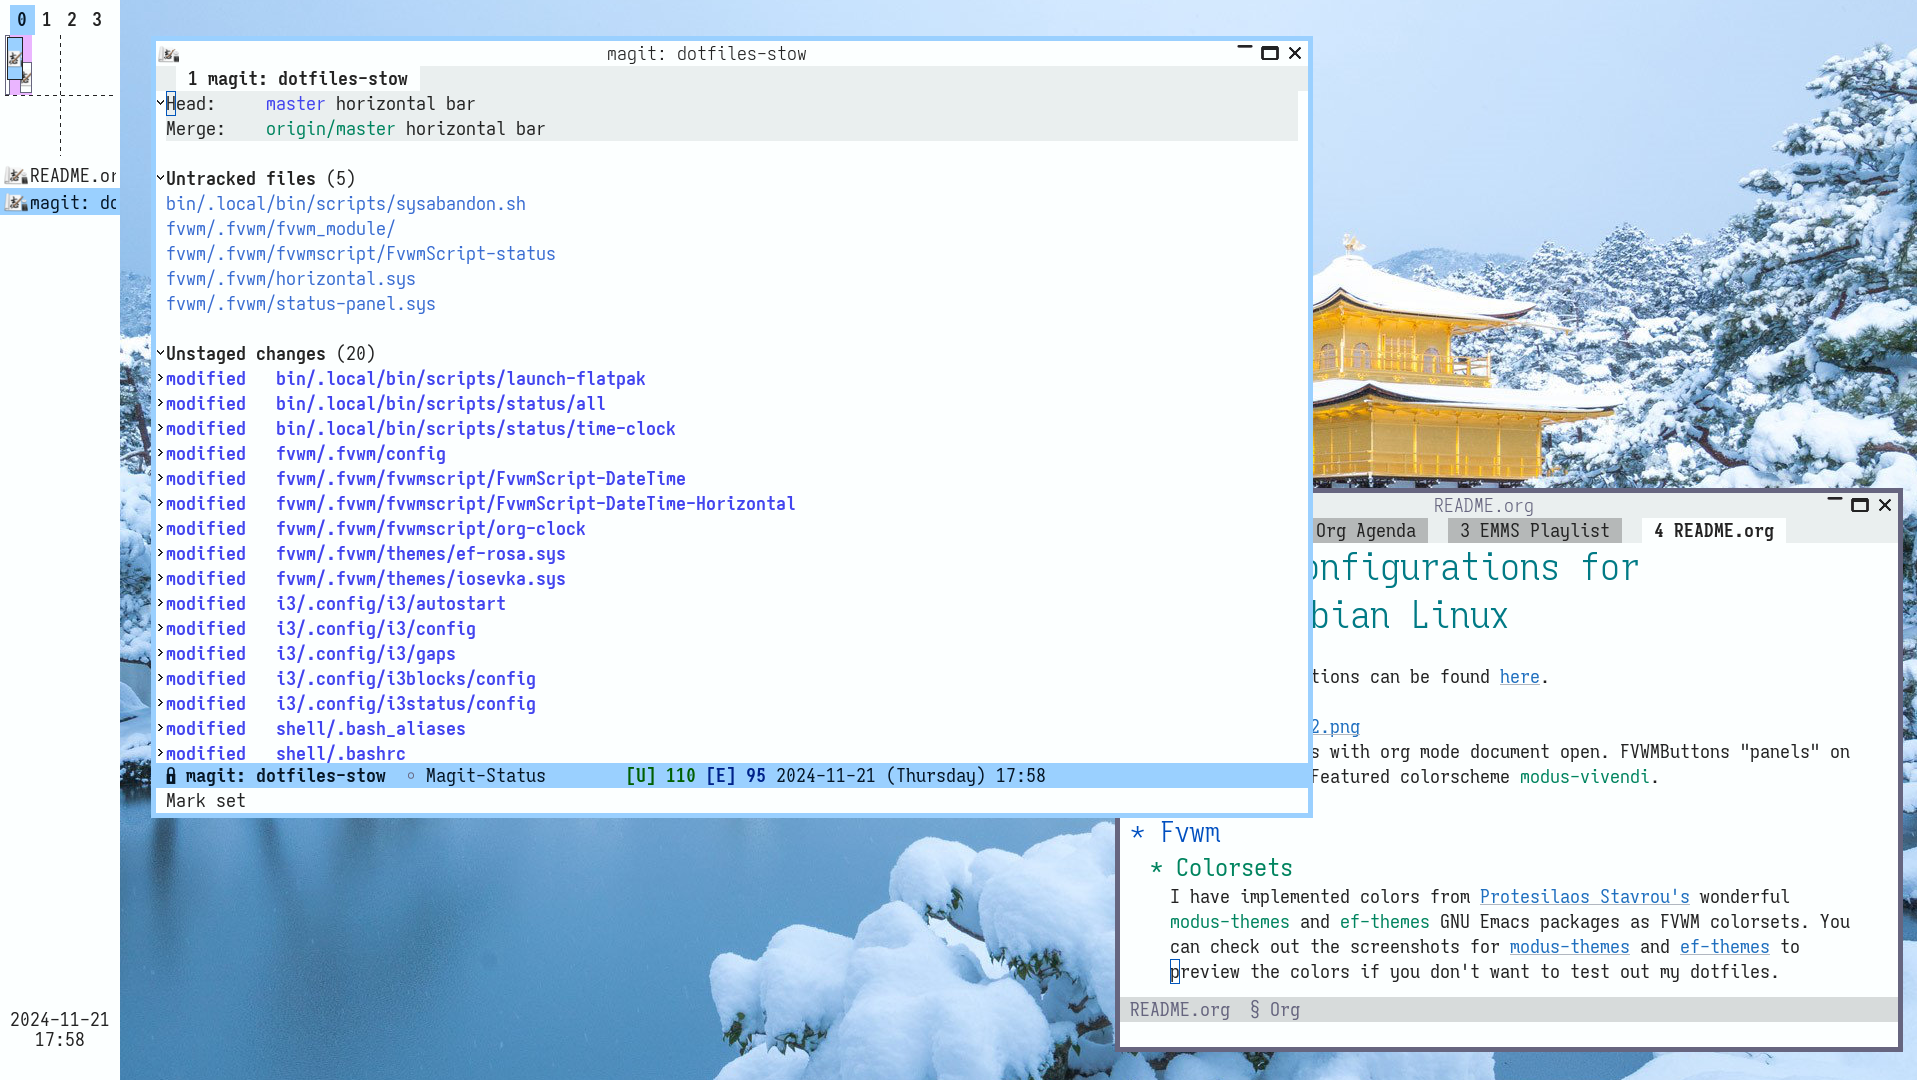 0 1 2 3
README.or
magit: do
2024-11-21
17:58
magit: dotfiles-stow
1 magit: dotfiles-stow
Head: master horizontal bar
Merge: origin/master horizontal bar
Untracked files (5)
bin/.local/bin/scripts/sysabandon.sh
fvwm/.fvwm/fvwm_module/
fvwm/.fvwm/fvwmscript/FvwmScript-status
fvwm/.fvwm/horizontal.sys
fvwm/.fvwm/status-panel.sys
Unstaged changes (20)
modified bin/.local/bin/scripts/launch-flatpak
modified bin/.local/bin/scripts/status/all
modified bin/.local/bin/scripts/status/time-clock
modified fvwm/.fvwm/config
modified fvwm/.fvwm/fvwmscript/FvwmScript-DateTime
modified fvwm/.fvwm/fvwmscript/FvwmScript-DateTime-Horizontal
modified fvwm/.fvwm/fvwmscript/org-clock
modified fvwm/.fvwm/themes/ef-rosa.sys
modified fvwm/.fvwm/themes/iosevka.sys
modified i3/.config/i3/autostart
modified i3/.config/i3/config
modified i3/.config/i3/gaps
modified i3/.config/i3blocks/config
modified i3/.config/i3status/config
modified shell/.bash_aliases
modified shell/.bashrc
magit: dotfiles-stow ◦ Magit-Status [U] 110 [E] 95 2024-11-21 (Thursday) 17:58
Mark set
README.org
Org Agenda 3 EMMS Playlist 4 README.org
onfigurations for
bian Linux
tions can be found here.
2.png
s with org mode document open. FVWMButtons "panels" on
Featured colorscheme modus-vivendi.
* Fvwm
* Colorsets
I have implemented colors from Protesilaos Stavrou's wonderful
modus-themes and ef-themes GNU Emacs packages as FVWM colorsets. You
can check out the screenshots for modus-themes and ef-themes to
preview the colors if you don't want to test out my dotfiles.
README.org § Org